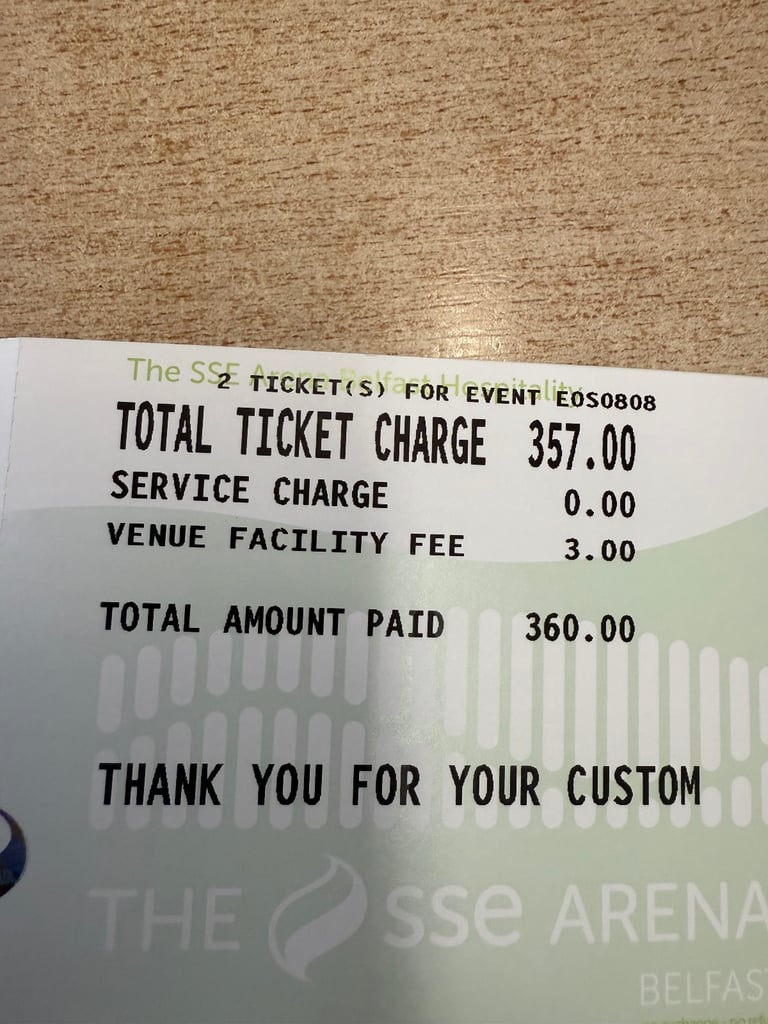 The SSE Arena Belfast Hospitality
2 TICKET(S) FOR EVENT EOS0808
TOTAL TICKET CHARGE 357.00
SERVICE CHARGE 0.00
VENUE FACILITY FEE 3.00
TOTAL AMOUNT PAID 360.00
THANK YOU FOR YOUR CUSTOM
THE sse ARENA
BELFAST